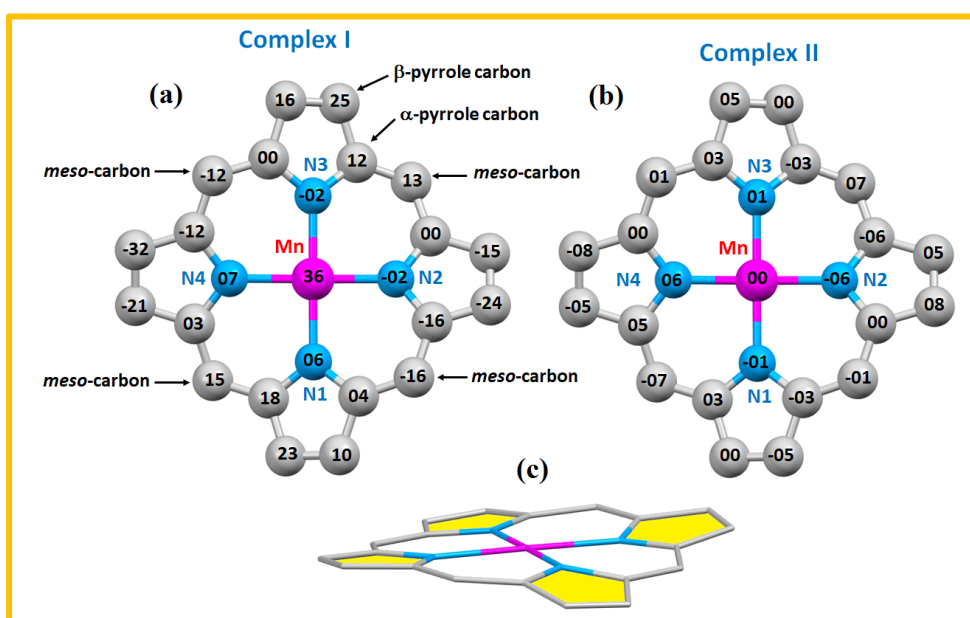 Complex I
Complex II
(a)
β-pyrrole carbon
(b)
16 25
05 00
α-pyrrole carbon
meso-carbon
-12
00
N3
12
13
meso-carbon
01
03
N3
-03
07
-02
01
-32
-12
Mn
00
-15
-08
00
Mn
-06
05
N4
07
36
-02
N2
N4
06
00
-06
N2
-21
03
-16
-24
-05
05
00
08
meso-carbon
15
18
06
N1
04
-16
meso-carbon
-07
03
-01
N1
-03
-01
23 10
00 -05
(c)